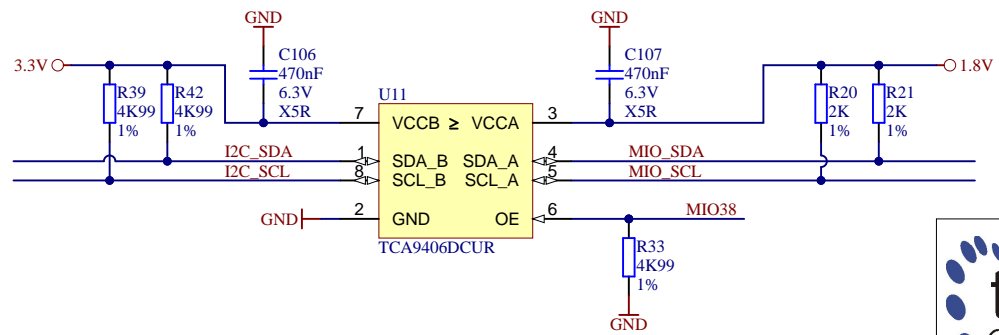 GND
GND
3.3V
C106
470nF
6.3V
X5R
C107
470nF
6.3V
X5R
1.8V
R39
4K99
1%
R42
4K99
1%
U11
R20
2K
1%
R21
2K
1%
7 VCCB ≥ VCCA 3
I2C_SDA 1 SDA_B SDA_A 4 MIO_SDA
I2C_SCL 8 SCL_B SCL_A 5 MIO_SCL
GND 2 GND OE 6 MIO38
TCA9406DCUR
R33
4K99
1%
GND
t